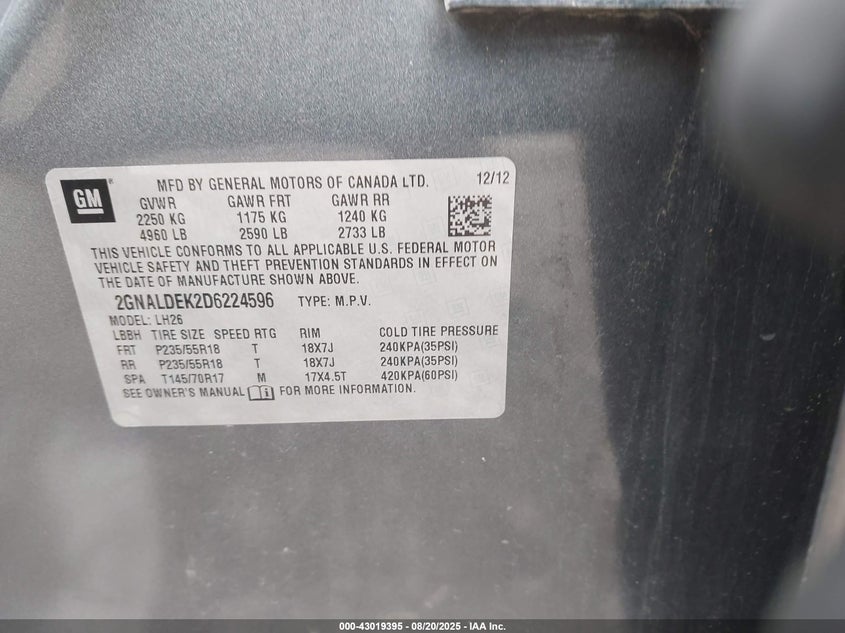 GM
MFD BY GENERAL MOTORS OF CANADA LTD. 12/12
GVWR GAWR FRT GAWR RR
2250 KG 1175 KG 1240 KG
4960 LB 2590 LB 2733 LB
THIS VEHICLE CONFORMS TO ALL APPLICABLE U.S. FEDERAL MOTOR
VEHICLE SAFETY AND THEFT PREVENTION STANDARDS IN EFFECT ON
THE DATE OF MANUFACTURE SHOWN ABOVE.
2GNALDEK2D6224596 TYPE: M.P.V.
MODEL: LH26
LBBH TIRE SIZE SPEED RTG RIM COLD TIRE PRESSURE
FRT P235/55R18 T 18X7J 240KPA(35PSI)
RR P235/55R18 T 18X7J 240KPA(35PSI)
SPA T145/70R17 M 17X4.5T 420KPA(60PSI)
SEE OWNER'S MANUAL FOR MORE INFORMATION.
000-43019395 - 08/20/2025 - IAA Inc.